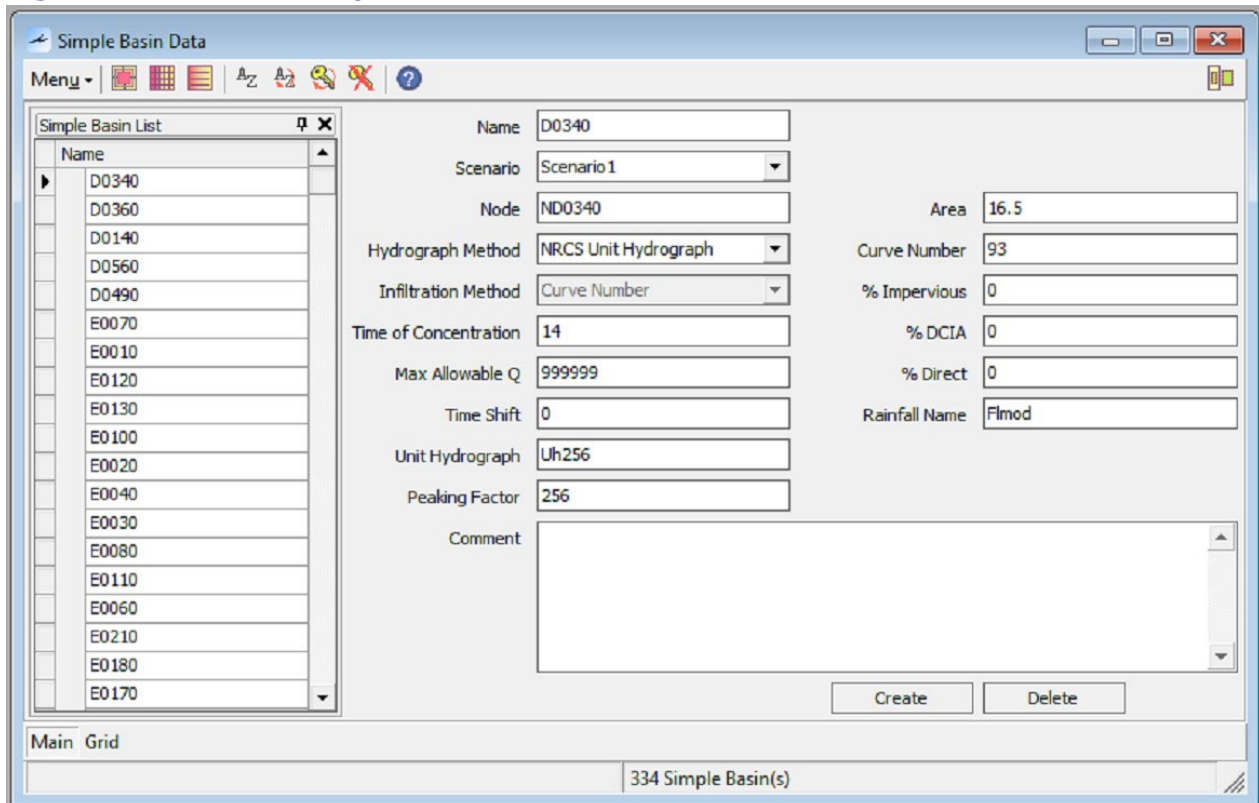 Simple Basin Data
Menu
Simple Basin List
Name
D0340
D0360
D0140
D0560
D0490
E0070
E0010
E0120
E0130
E0100
E0020
E0040
E0030
E0080
E0110
E0060
E0210
E0180
E0170
Name D0340
Scenario Scenario1
Node ND0340 Area 16.5
Hydrograph Method NRCS Unit Hydrograph Curve Number 93
Infiltration Method Curve Number % Impervious 0
Time of Concentration 14 % DCIA 0
Max Allowable Q 999999 % Direct 0
Time Shift 0 Rainfall Name Flmod
Unit Hydrograph Uh256
Peaking Factor 256
Comment
Create Delete
Main Grid
334 Simple Basin(s)